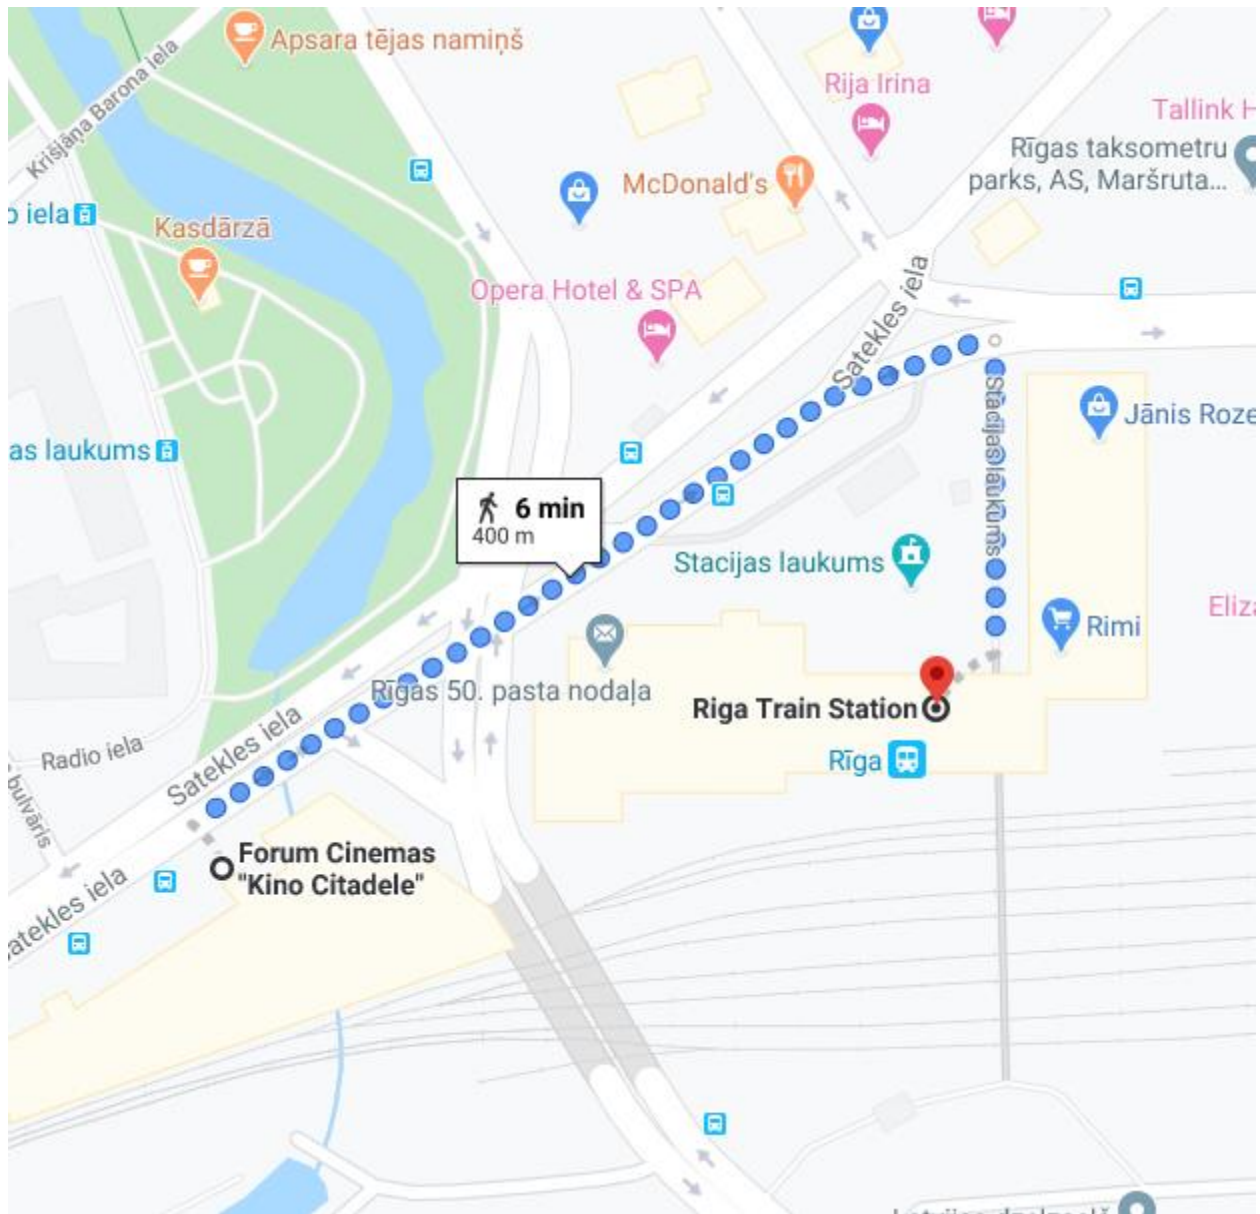 Apsara tējas namiņš
Krišjāņa Barona iela
Rija Irina
Tallink H
Rīgas taksometru
parks, AS, Maršruta...
McDonald's
o iela
Kasdārzā
Opera Hotel & SPA
Satekles iela
Stacijas laukums
Jānis Roze
as laukums
6 min
400 m
Stacijas laukums
Eliza
Rimi
Rīgas 50. pasta nodaļa
Riga Train Station
Rīga
Satekles iela
Radio iela
bulvāris
Forum Cinemas
"Kino Citadele"
atekles iela